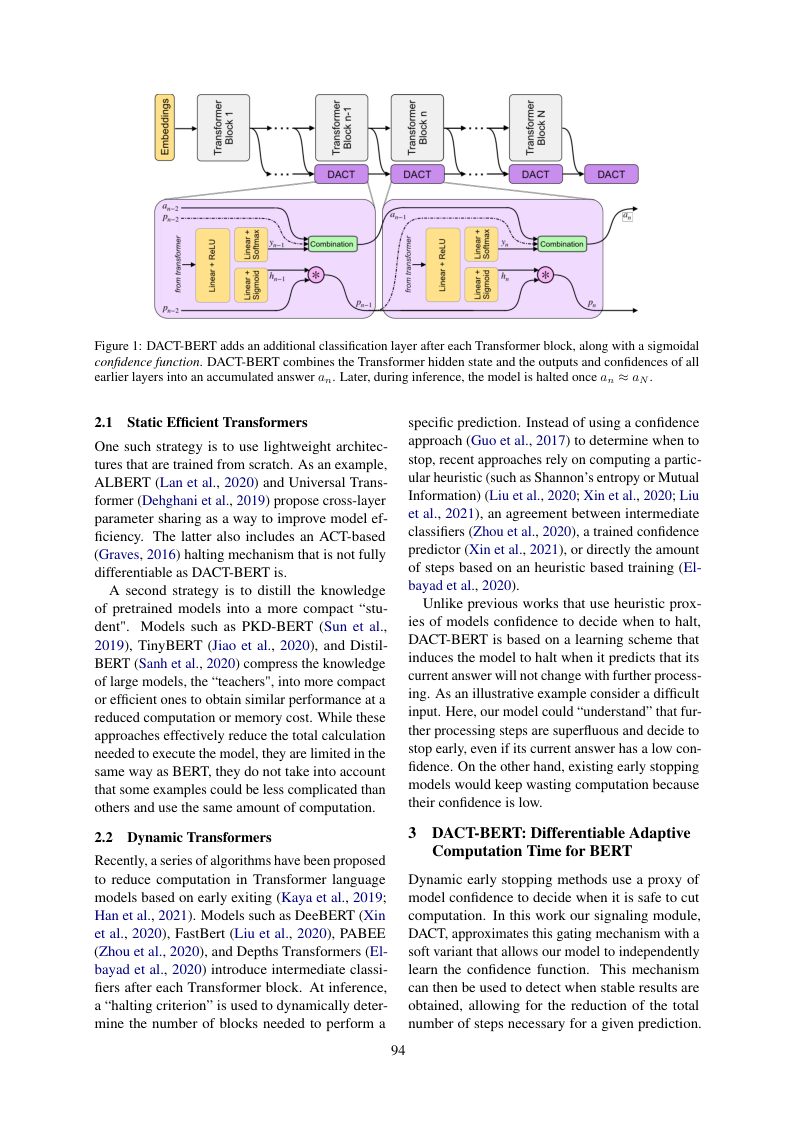 Embeddings
Transformer
Block 1
Transformer
Block n-1
Transformer
Block n
Transformer
Block N
DACT
DACT
DACT
DACT
a_{n−2}
p_{n−2}
from transformer
Linear + ReLU
Linear +
Softmax
y_{n−1}
Combination
Linear +
Sigmoid
h_{n−1}
*
p_{n−2}
p_{n−1}
a_{n−1}
from transformer
Linear + ReLU
Linear +
Softmax
y_n
Combination
Linear +
Sigmoid
h_n
*
p_n
a_n
Figure 1: DACT-BERT adds an additional classification layer after each Transformer block, along with a sigmoidal
confidence function. DACT-BERT combines the Transformer hidden state and the outputs and confidences of all
earlier layers into an accumulated answer a_n. Later, during inference, the model is halted once a_n ≈ a_N.
2.1 Static Efficient Transformers
One such strategy is to use lightweight architec-
tures that are trained from scratch. As an example,
ALBERT (Lan et al., 2020) and Universal Trans-
former (Dehghani et al., 2019) propose cross-layer
parameter sharing as a way to improve model ef-
ficiency. The latter also includes an ACT-based
(Graves, 2016) halting mechanism that is not fully
differentiable as DACT-BERT is.
A second strategy is to distill the knowledge
of pretrained models into a more compact “stu-
dent". Models such as PKD-BERT (Sun et al.,
2019), TinyBERT (Jiao et al., 2020), and Distil-
BERT (Sanh et al., 2020) compress the knowledge
of large models, the “teachers", into more compact
or efficient ones to obtain similar performance at a
reduced computation or memory cost. While these
approaches effectively reduce the total calculation
needed to execute the model, they are limited in the
same way as BERT, they do not take into account
that some examples could be less complicated than
others and use the same amount of computation.
2.2 Dynamic Transformers
Recently, a series of algorithms have been proposed
to reduce computation in Transformer language
models based on early exiting (Kaya et al., 2019;
Han et al., 2021). Models such as DeeBERT (Xin
et al., 2020), FastBert (Liu et al., 2020), PABEE
(Zhou et al., 2020), and Depths Transformers (El-
bayad et al., 2020) introduce intermediate classi-
fiers after each Transformer block. At inference,
a “halting criterion” is used to dynamically deter-
mine the number of blocks needed to perform a
specific prediction. Instead of using a confidence
approach (Guo et al., 2017) to determine when to
stop, recent approaches rely on computing a partic-
ular heuristic (such as Shannon's entropy or Mutual
Information) (Liu et al., 2020; Xin et al., 2020; Liu
et al., 2021), an agreement between intermediate
classifiers (Zhou et al., 2020), a trained confidence
predictor (Xin et al., 2021), or directly the amount
of steps based on an heuristic based training (El-
bayad et al., 2020).
Unlike previous works that use heuristic prox-
ies of models confidence to decide when to halt,
DACT-BERT is based on a learning scheme that
induces the model to halt when it predicts that its
current answer will not change with further process-
ing. As an illustrative example consider a difficult
input. Here, our model could “understand” that fur-
ther processing steps are superfluous and decide to
stop early, even if its current answer has a low con-
fidence. On the other hand, existing early stopping
models would keep wasting computation because
their confidence is low.
3 DACT-BERT: Differentiable Adaptive
Computation Time for BERT
Dynamic early stopping methods use a proxy of
model confidence to decide when it is safe to cut
computation. In this work our signaling module,
DACT, approximates this gating mechanism with a
soft variant that allows our model to independently
learn the confidence function. This mechanism
can then be used to detect when stable results are
obtained, allowing for the reduction of the total
number of steps necessary for a given prediction.
94